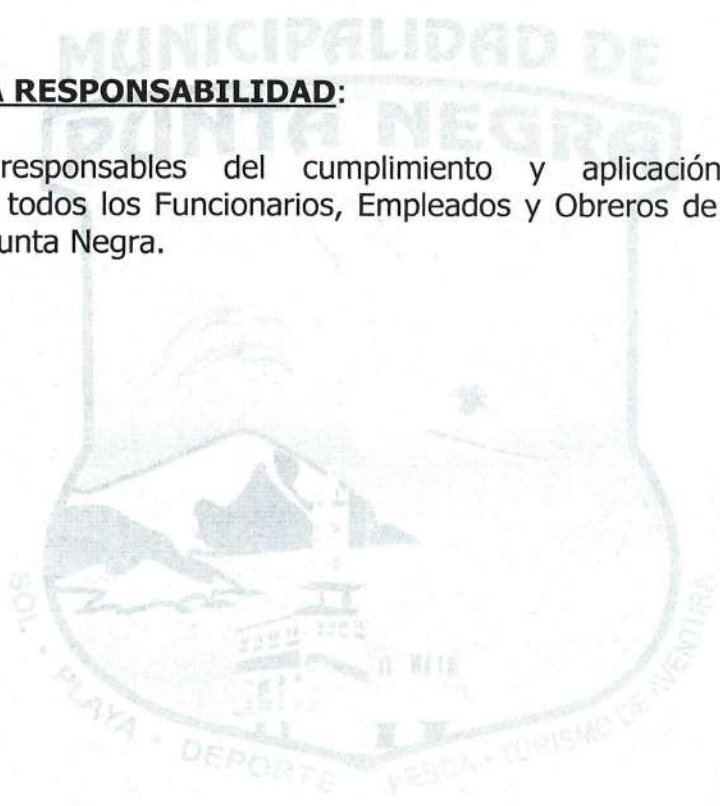 MUNICIPALIDAD DE
PUNTA NEGRA
A RESPONSABILIDAD:
responsables del cumplimiento y aplicación
todos los Funcionarios, Empleados y Obreros de
unta Negra.
SOL • PLAYA • DEPORTE PESCA • TURISMO DE AVENTURA